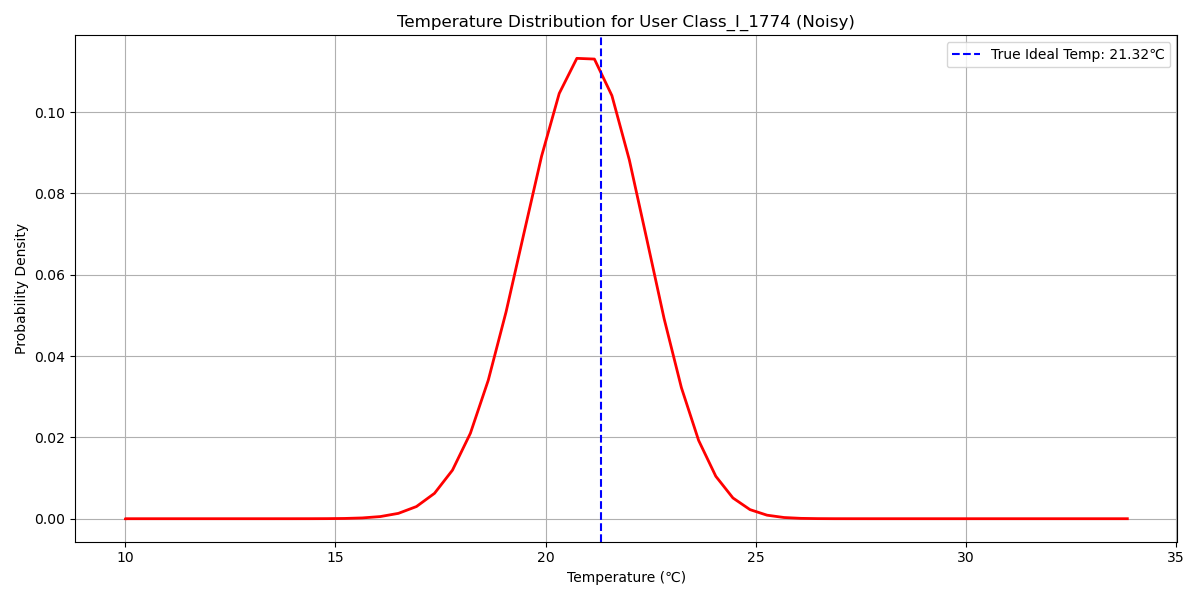 Temperature Distribution for User Class_I_1774 (Noisy)
True Ideal Temp: 21.32℃
Probability Density
0.10
0.08
0.06
0.04
0.02
0.00
10 15 20 25 30 35
Temperature (℃)